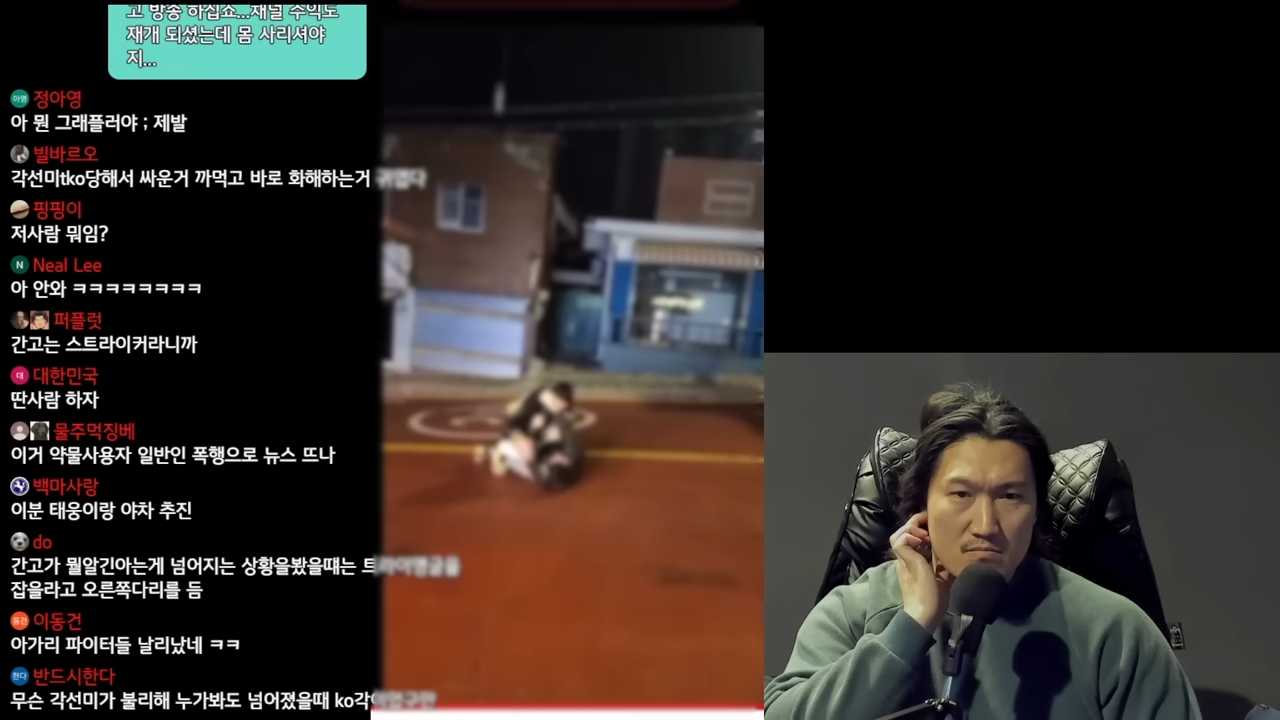 고 방송 하십쇼...채널 수익도
재개 되셨는데 몸 사리셔야
지...
아영 정아영
아 뭔 그래플러야 ; 제발
빌바르오
각선미tko당해서 싸운거 까먹고 바로 화해하는거 귀엽다
핑핑이
저사람 뭐임?
N Neal Lee
아 안와 ㅋㅋㅋㅋㅋㅋㅋㅋ
퍼플럿
간고는 스트라이커라니까
대 대한민국
딴사람 하자
물주먹징베
이거 약물사용자 일반인 폭행으로 뉴스 뜨나
백마사랑
이분 태웅이랑 야차 추진
do
간고가 뭘알긴아는게 넘어지는 상황을봤을때는 트라이앵글을
잡을라고 오른쪽다리를 듬
동건 이동건
아가리 파이터들 날리났네 ㅋㅋ
한다 반드시한다
무슨 각선미가 불리해 누가봐도 넘어졌을때 ko각이었구만